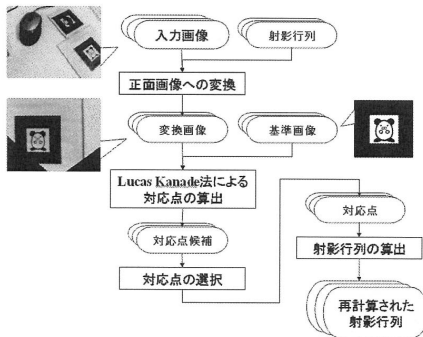 入力画像
射影行列
正面画像への変換
変換画像
基準画像
Lucas Kanade法による
対応点の算出
対応点候補
対応点の選択
対応点
射影行列の算出
再計算された
射影行列